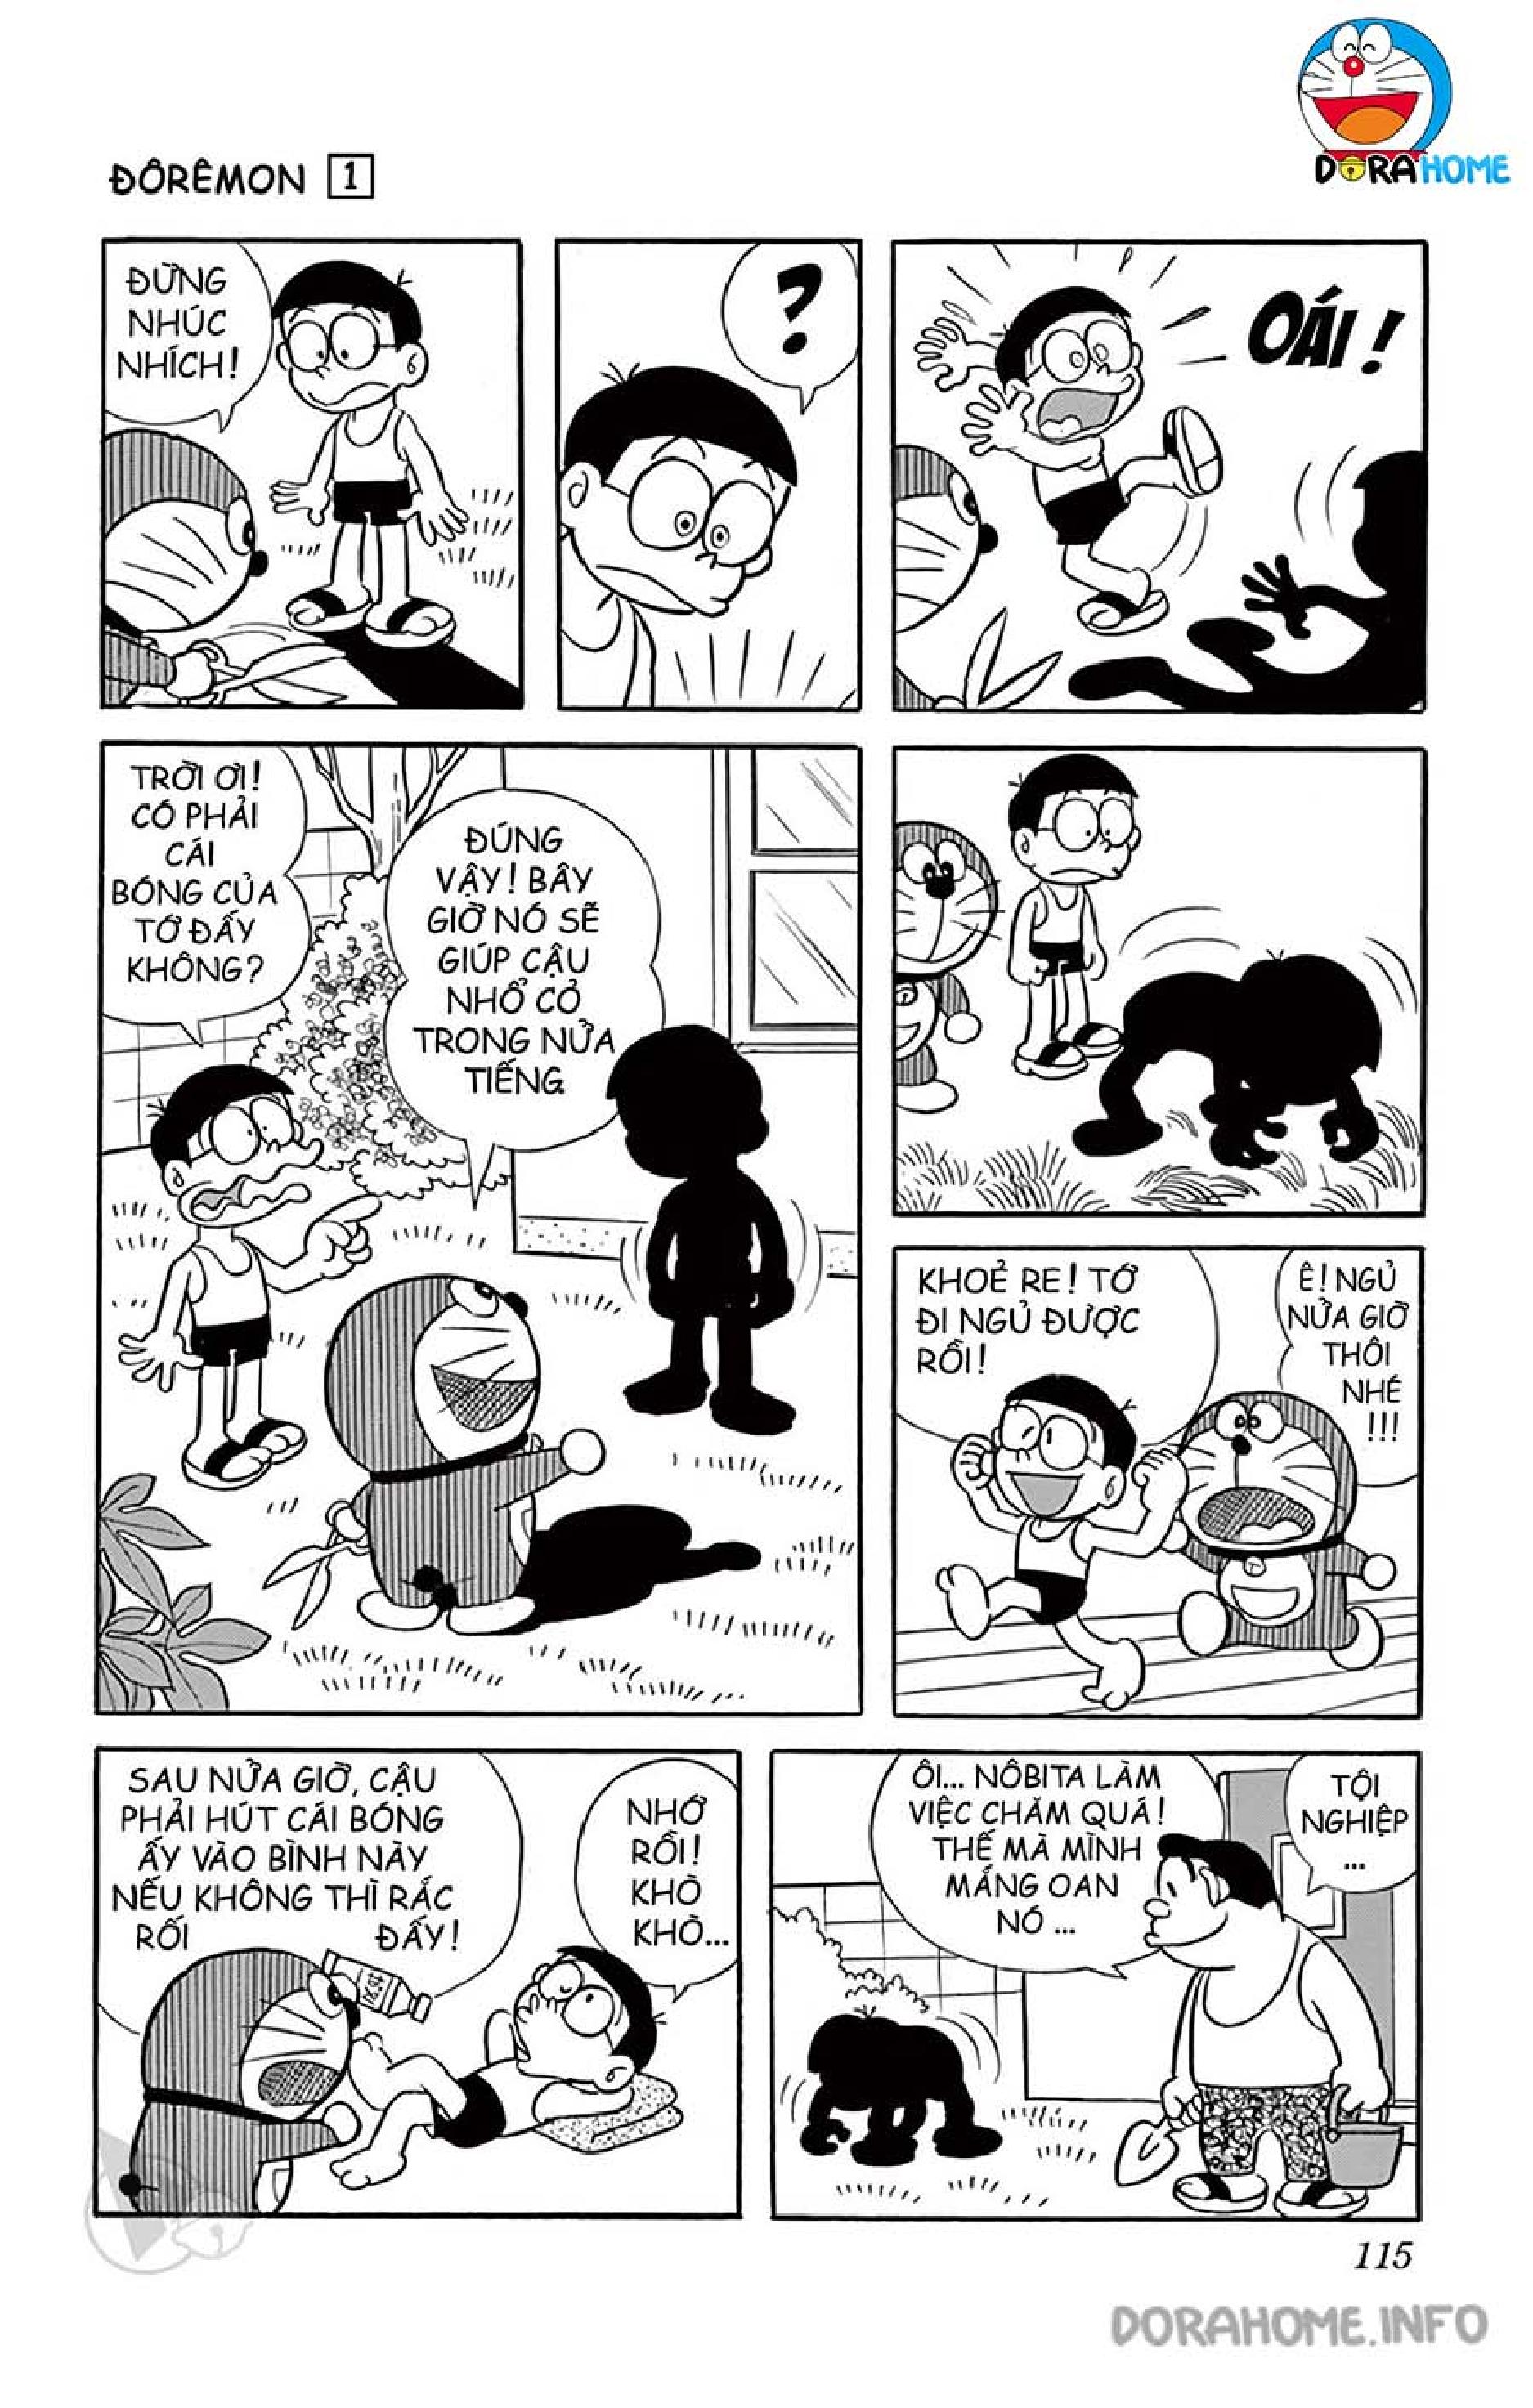 DORAHOME
ĐÔRÊMON 1
ĐỪNG
NHÚC
NHÍCH!
?
OÁI!
TRỜI ƠI!
CÓ PHẢI
CÁI
BÓNG CỦA
TỚ ĐẤY
KHÔNG?
ĐÚNG
VẬY! BÂY
GIỜ NÓ SẼ
GIÚP CẬU
NHỔ CỎ
TRONG NỬA
TIẾNG
KHOẺ RE! TỚ
ĐI NGỦ ĐƯỢC
RỒI!
Ê! NGỦ
NỬA GIỜ
THÔI
NHÉ
!!!
SAU NỬA GIỜ, CẬU
PHẢI HÚT CÁI BÓNG
ẤY VÀO BÌNH NÀY
NẾU KHÔNG THÌ RẮC
RỐI ĐẤY!
NHỚ
RỒI!
KHÒ
KHÒ...
ÔI... NÔBITA LÀM
VIỆC CHĂM QUÁ!
THẾ MÀ MÌNH
MẮNG OAN
NÓ ...
TỘI
NGHIỆP
...
115
DORAHOME.INFO